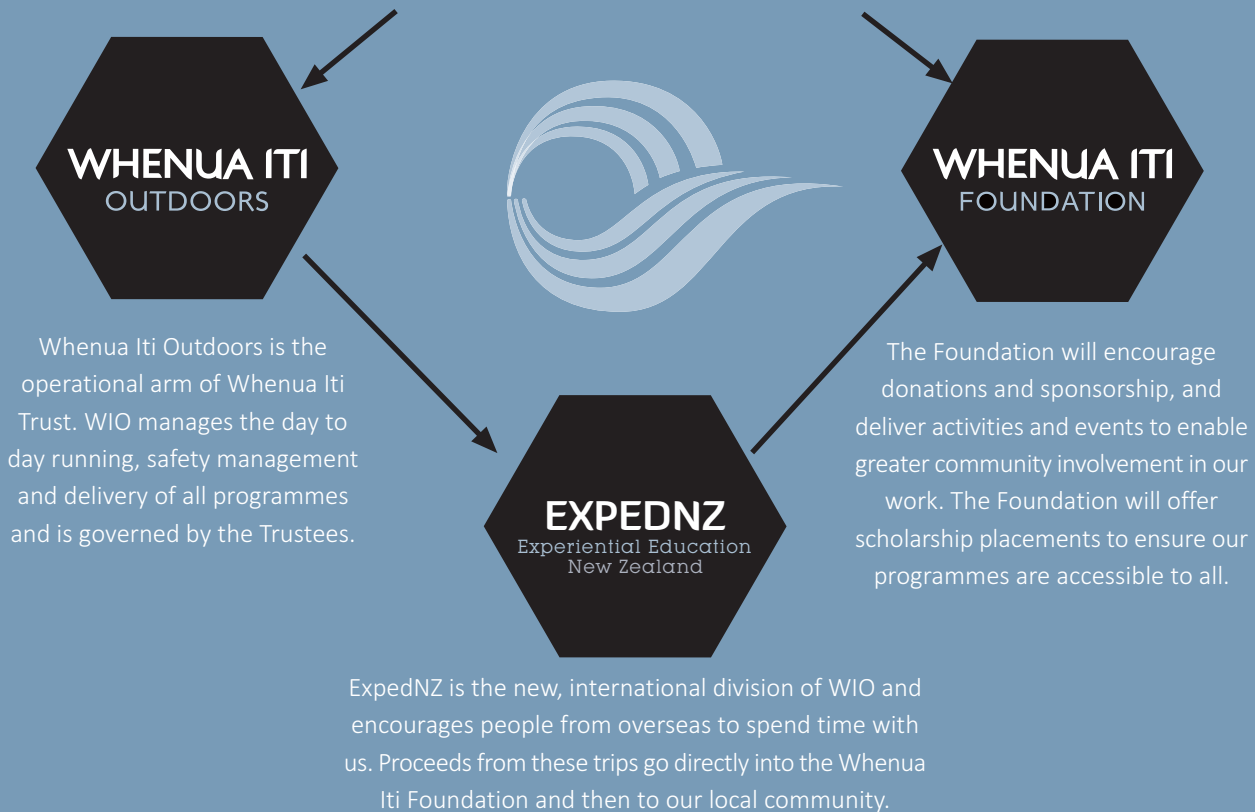 WHENUA ITI
OUTDOORS
WHENUA ITI
FOUNDATION
Whenua Iti Outdoors is the
operational arm of Whenua Iti
Trust. WIO manages the day to
day running, safety management
and delivery of all programmes
and is governed by the Trustees.
The Foundation will encourage
donations and sponsorship, and
deliver activities and events to enable
greater community involvement in our
work. The Foundation will offer
scholarship placements to ensure our
programmes are accessible to all.
EXPEDNZ
Experiential Education
New Zealand
ExpedNZ is the new, international division of WIO and
encourages people from overseas to spend time with
us. Proceeds from these trips go directly into the Whenua
Iti Foundation and then to our local community.